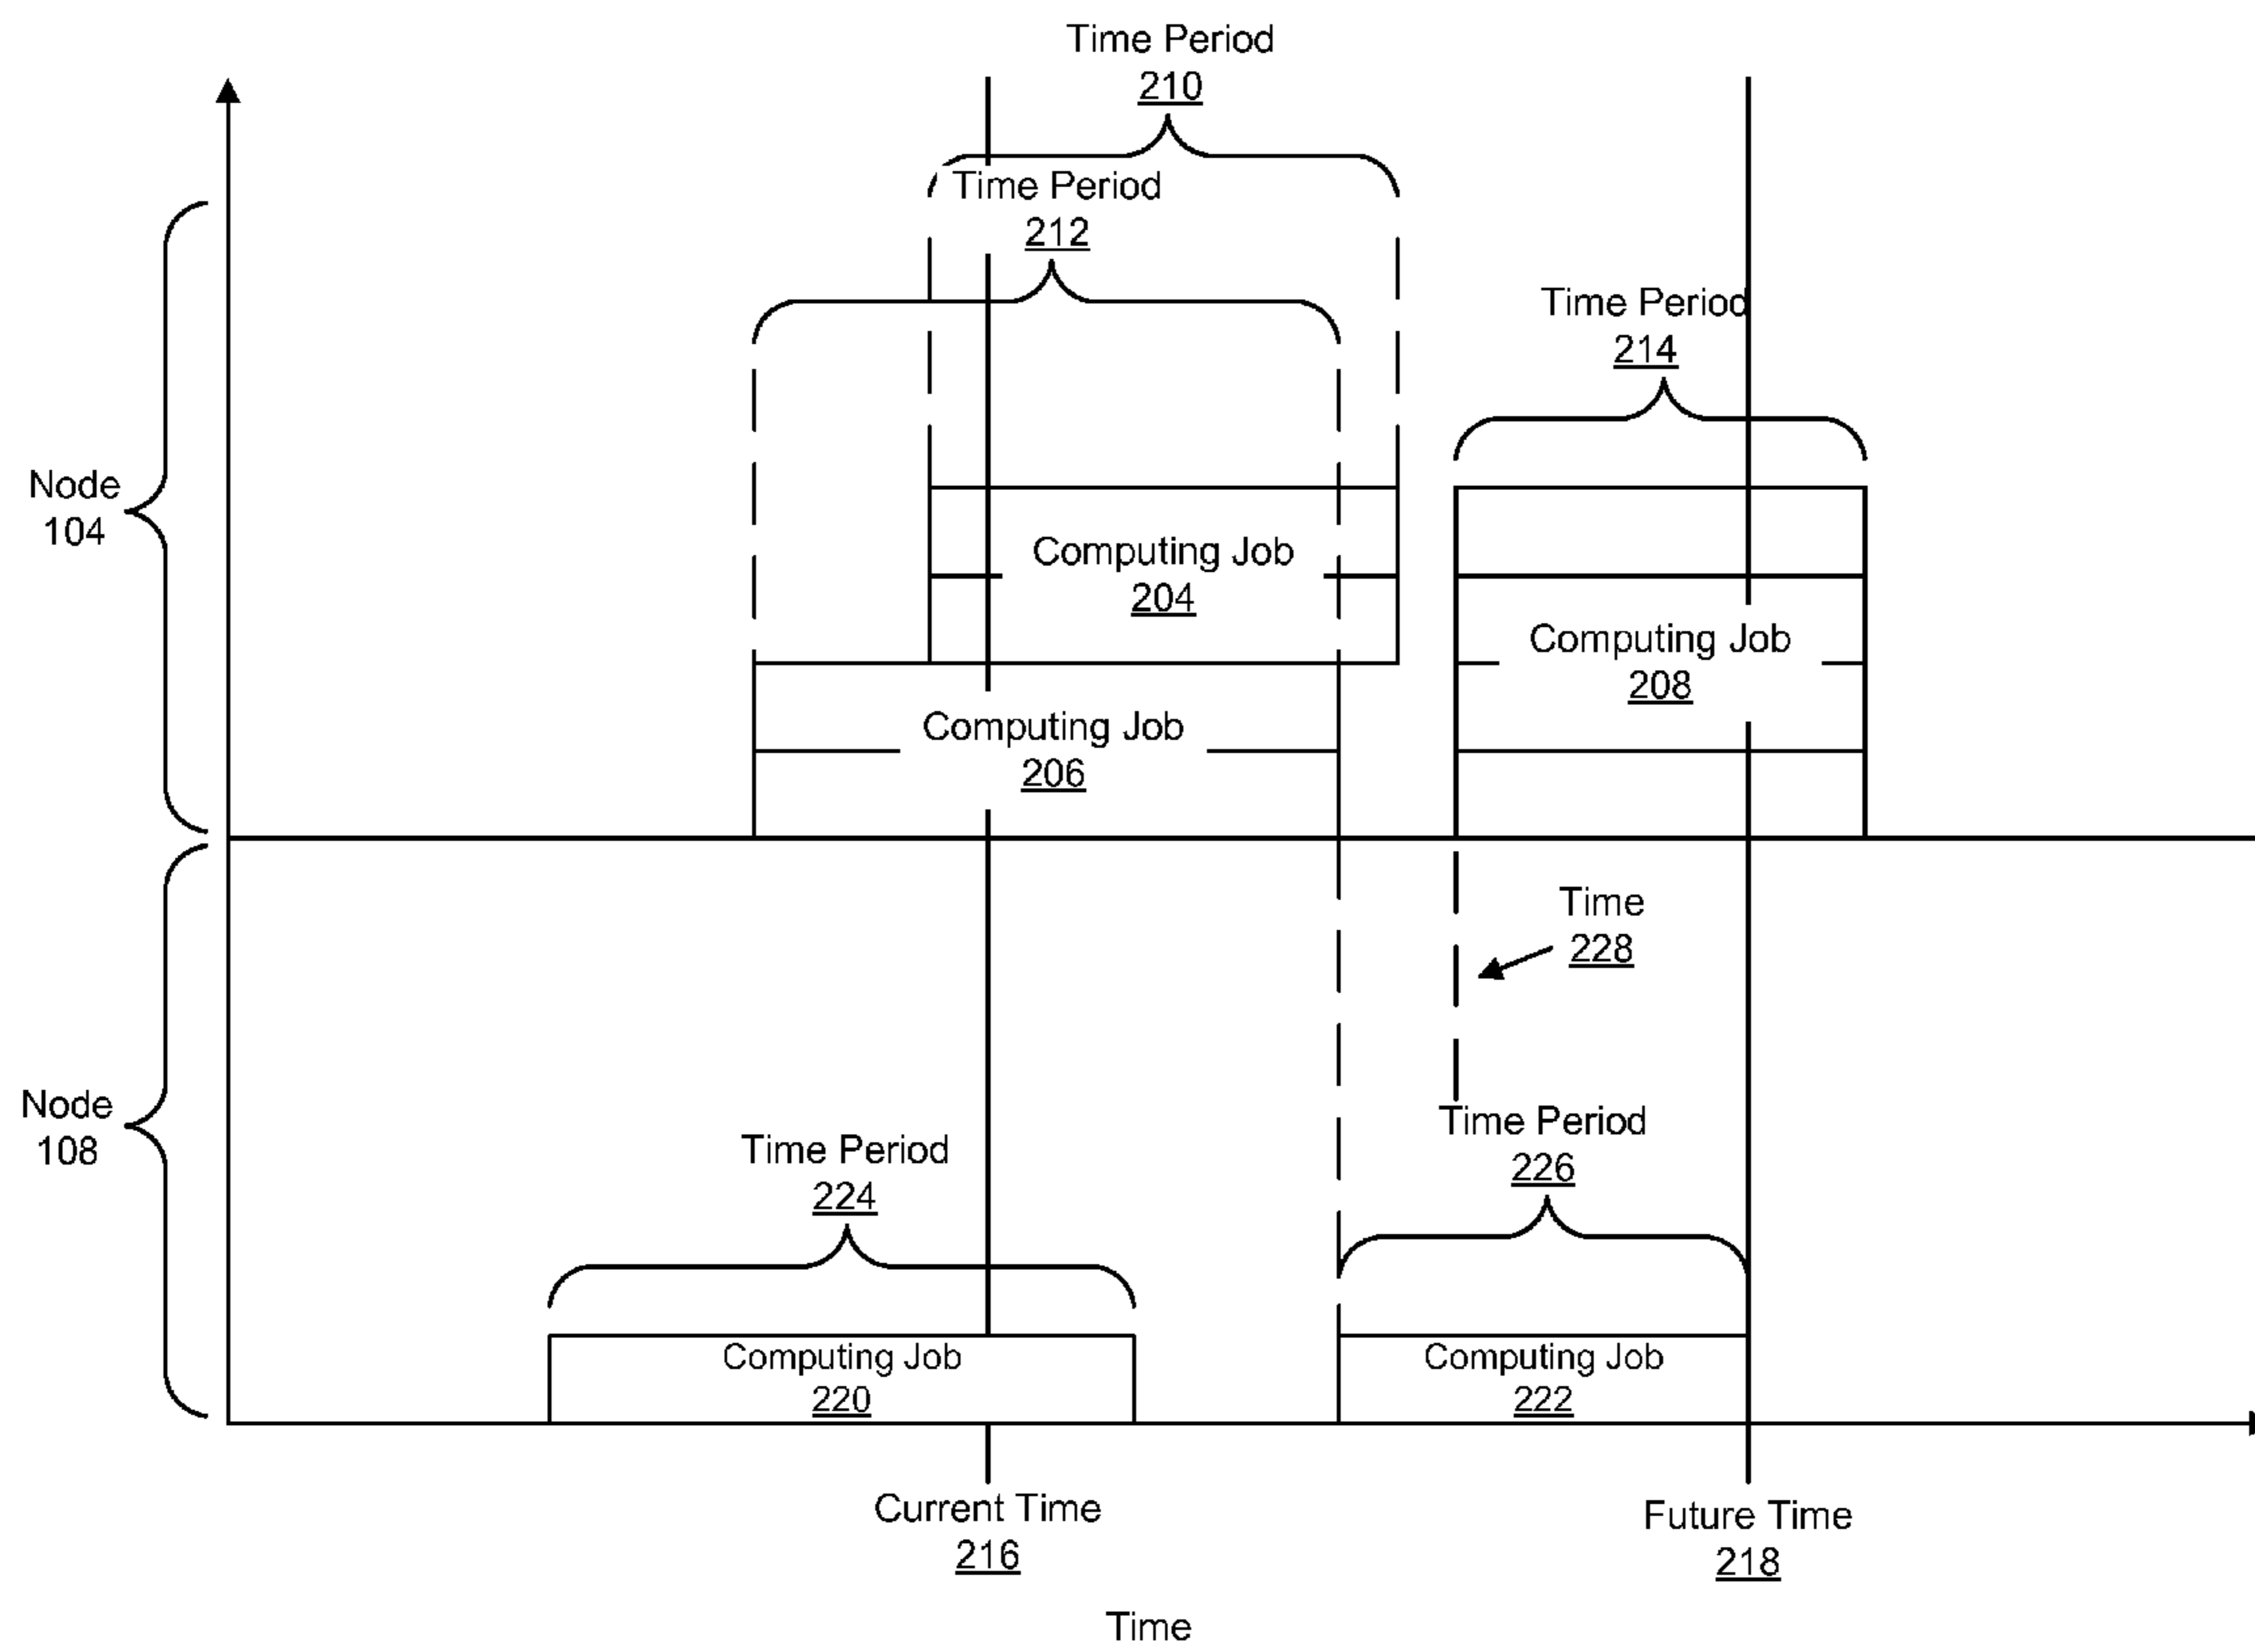 Time Period
210
Time Period
212
Time Period
214
Node
104
Computing Job
204
Computing Job
208
Computing Job
206
Time
228
Node
108
Time Period
226
Time Period
224
Computing Job
220
Computing Job
222
Current Time
216
Future Time
218
Time